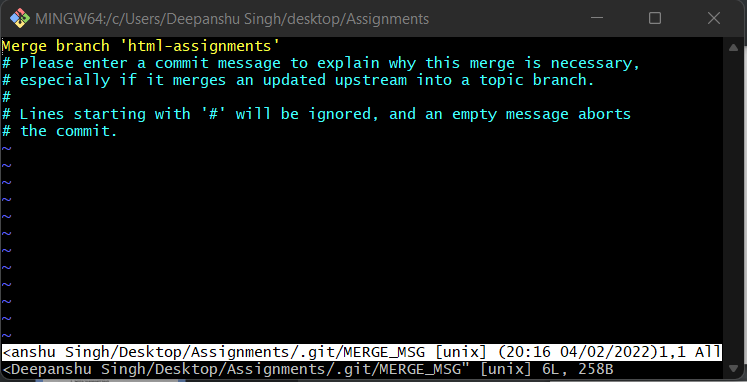 MINGW64:/c/Users/Deepanshu Singh/desktop/Assignments
Merge branch 'html-assignments'
# Please enter a commit message to explain why this merge is necessary,
# especially if it merges an updated upstream into a topic branch.
#
# Lines starting with '#' will be ignored, and an empty message aborts
# the commit.
~
~
~
~
~
~
~
~
~
~
~
~
<anshu Singh/Desktop/Assignments/.git/MERGE_MSG [unix] (20:16 04/02/2022)1,1 All
<Deepanshu Singh/Desktop/Assignments/.git/MERGE_MSG" [unix] 6L, 258B